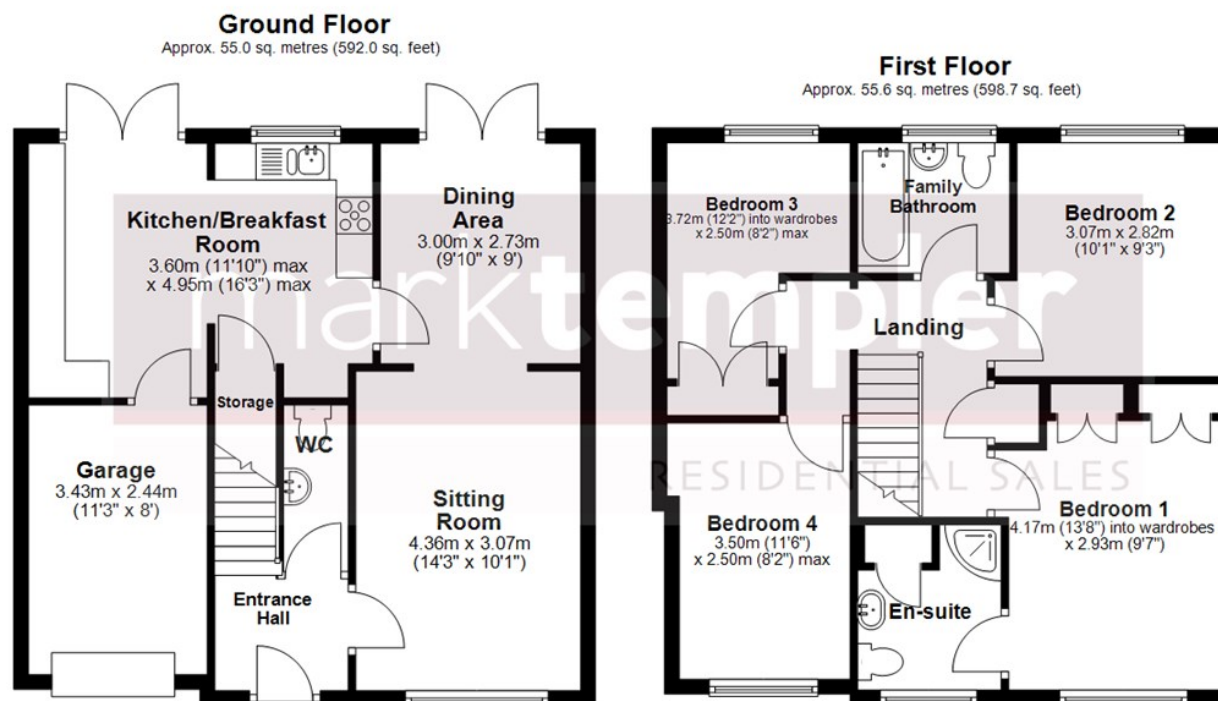 Ground Floor
Approx. 55.0 sq. metres (592.0 sq. feet)
Kitchen/Breakfast
Room
3.60m (11'10") max
x 4.95m (16'3") max
Dining
Area
3.00m x 2.73m
(9'10" x 9')
Storage
WC
Garage
3.43m x 2.44m
(11'3" x 8')
Sitting
Room
4.36m x 3.07m
(14'3" x 10'1")
Entrance
Hall
First Floor
Approx. 55.6 sq. metres (598.7 sq. feet)
Bedroom 3
3.72m (12'2") into wardrobes
x 2.50m (8'2") max
Family
Bathroom
Bedroom 2
3.07m x 2.82m
(10'1" x 9'3")
Landing
Bedroom 4
3.50m (11'6")
x 2.50m (8'2") max
Bedroom 1
4.17m (13'8") into wardrobes
x 2.93m (9'7")
En-suite
marktempler
RESIDENTIAL SALES